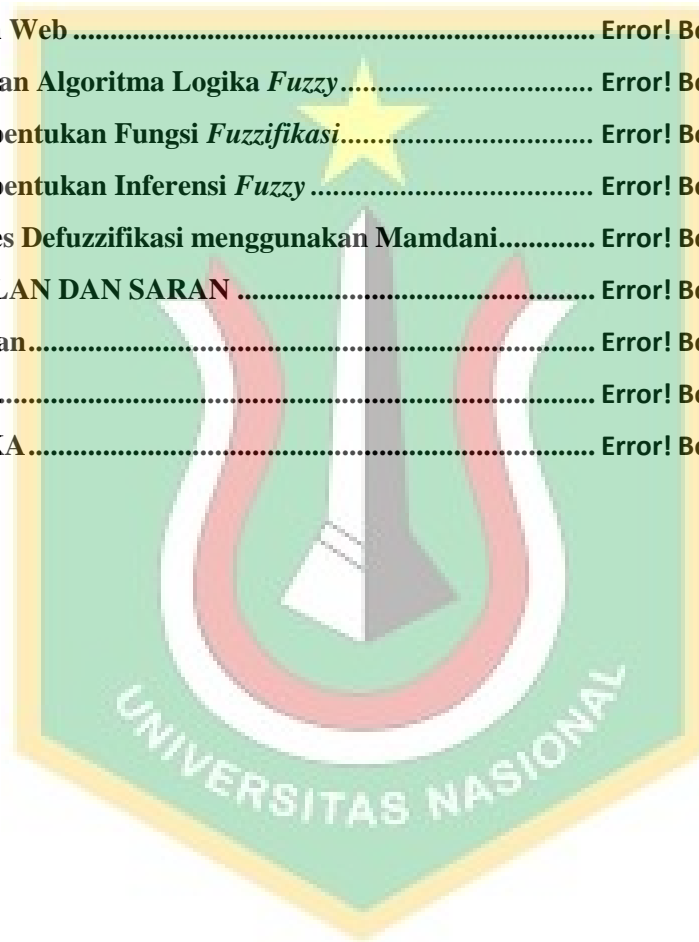 Web ........................................................................ Error! Bo
an Algoritma Logika Fuzzy ................................... Error! Bo
entukan Fungsi Fuzzifikasi ................................... Error! Bo
entukan Inferensi Fuzzy ....................................... Error! Bo
es Defuzzifikasi menggunakan Mamdani ............. Error! Bo
LAN DAN SARAN ................................................. Error! Bo
an ............................................................................. Error! Bo
................................................................................. Error! Bo
KA ............................................................................. Error! Bo
UNIVERSITAS NASIONAL